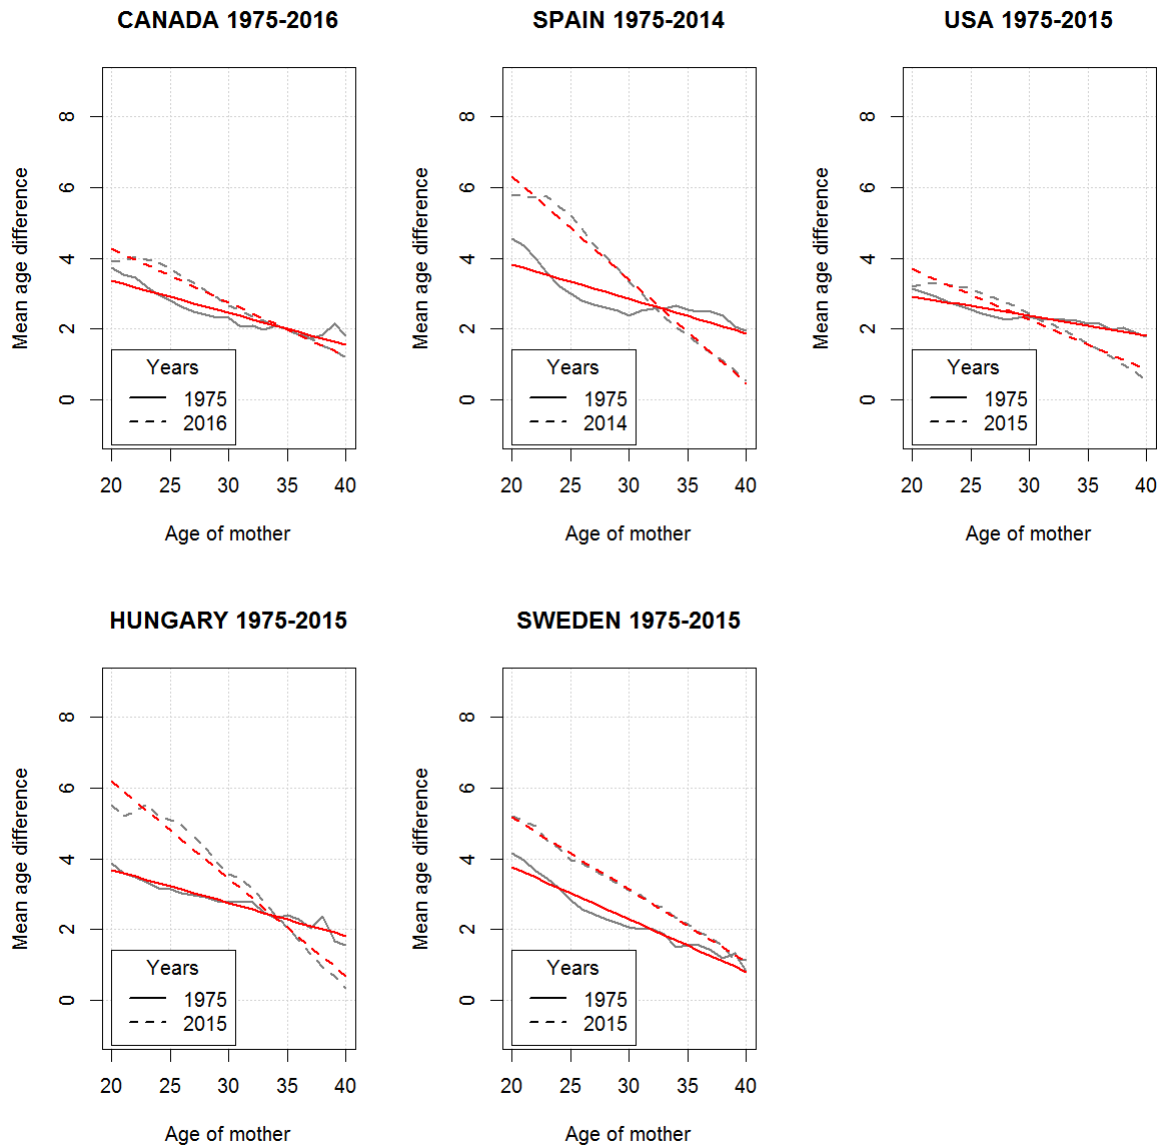 CANADA 1975-2016
Mean age difference
8
6
4
2
0
Years
1975
2016
20 25 30 35 40
Age of mother
SPAIN 1975-2014
Mean age difference
8
6
4
2
0
Years
1975
2014
20 25 30 35 40
Age of mother
USA 1975-2015
Mean age difference
8
6
4
2
0
Years
1975
2015
20 25 30 35 40
Age of mother
HUNGARY 1975-2015
Mean age difference
8
6
4
2
0
Years
1975
2015
20 25 30 35 40
Age of mother
SWEDEN 1975-2015
Mean age difference
8
6
4
2
0
Years
1975
2015
20 25 30 35 40
Age of mother